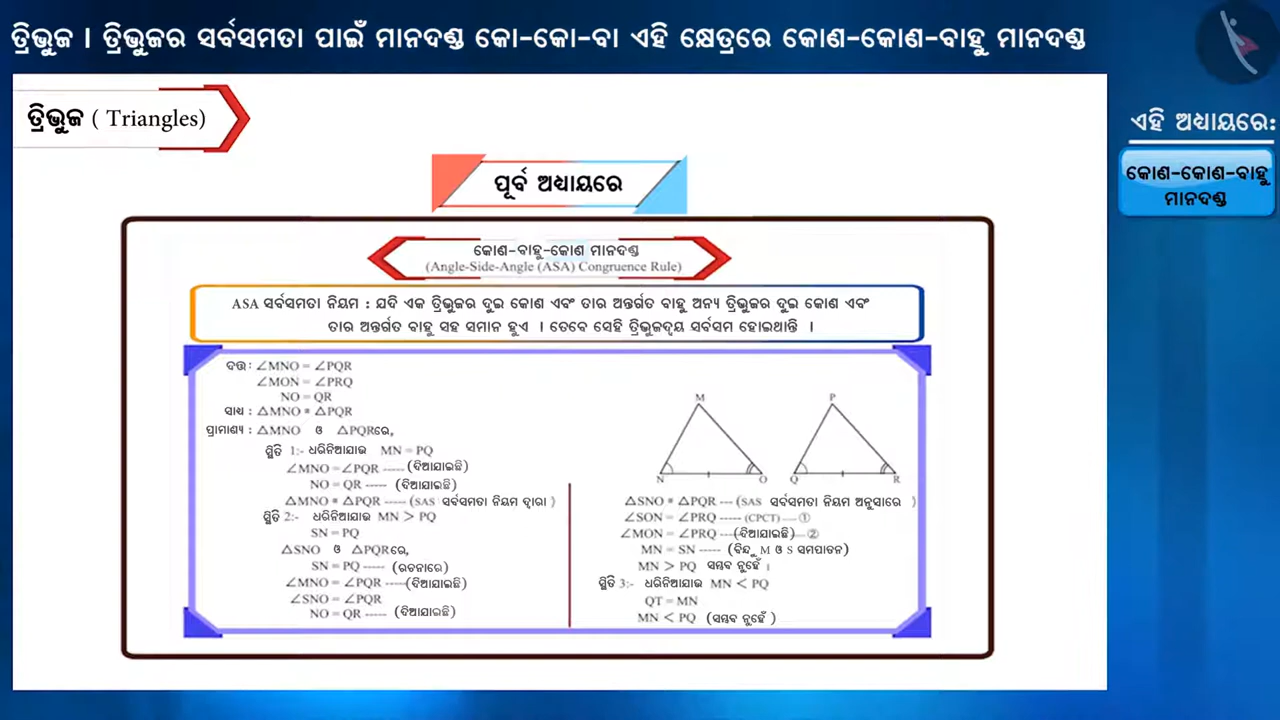 ତ୍ରିଭୁଜ । ତ୍ରିଭୁଜର ସର୍ବସମତା ପାଇଁ ମାନଦଣ୍ଡ କୋ-କୋ-ବା ଏହି କ୍ଷେତ୍ରରେ କୋଣ-କୋଣ-ବାହୁ ମାନଦଣ୍ଡ
ତ୍ରିଭୁଜ ( Triangles)
ଏହି ଅଧ୍ୟାୟରେ:
କୋଣ-କୋଣ-ବାହୁ
ମାନଦଣ୍ଡ
ପୂର୍ବ ଅଧ୍ୟାୟରେ
କୋଣ-ବାହୁ-କୋଣ ମାନଦଣ୍ଡ
(Angle-Side-Angle (ASA) Congruence Rule)
ASA ସର୍ବସମତା ନିୟମ : ଯଦି ଏକ ତ୍ରିଭୁଜର ଦୁଇ କୋଣ ଏବଂ ତାର ଅନ୍ତର୍ଗତ ବାହୁ ଅନ୍ୟ ତ୍ରିଭୁଜର ଦୁଇ କୋଣ ଏବଂ
ତାର ଅନ୍ତର୍ଗତ ବାହୁ ସହ ସମାନ ହୁଏ । ତେବେ ସେହି ତ୍ରିଭୁଜଦ୍ୱୟ ସର୍ବସମ ହୋଇଥାନ୍ତି ।
ଦତ୍ତ: ∠MNO = ∠PQR
∠MON = ∠PRQ
NO = QR
ସାଧ୍ୟ : △MNO ≅ △PQR
ପ୍ରାମାଣ୍ୟ : △MNO ଓ △PQRରେ,
ସ୍ଥିତି 1:- ଧରିନିଆଯାଉ MN = PQ
∠MNO = ∠PQR ----- (ଦିଆଯାଇଛି)
NO = QR ----- (ଦିଆଯାଇଛି)
△MNO ≅ △PQR ----- (SAS ସର୍ବସମତା ନିୟମ ଦ୍ୱାରା )
ସ୍ଥିତି 2:- ଧରିନିଆଯାଉ MN > PQ
SN = PQ
△SNO ଓ △PQRରେ,
SN = PQ ----- (ରଚନାରେ)
∠MNO = ∠PQR -----(ଦିଆଯାଇଛି)
∠SNO = ∠PQR
NO = QR ----- (ଦିଆଯାଇଛି)
M
P
N
O
Q
R
△SNO ≅ △PQR --- (SAS ସର୍ବସମତା ନିୟମ ଅନୁସାରେ )
∠SON = ∠PRQ ----- (CPCT) ---- ①
∠MON = ∠PRQ -----(ଦିଆଯାଇଛି)---- ②
MN = SN ----- (ବିନ୍ଦୁ M ଓ S ସମପାତନ)
MN > PQ ସମ୍ଭବ ନୁହେଁ ।
ସ୍ଥିତି 3:- ଧରିନିଆଯାଉ MN < PQ
QT = MN
MN < PQ (ସମ୍ଭବ ନୁହେଁ )